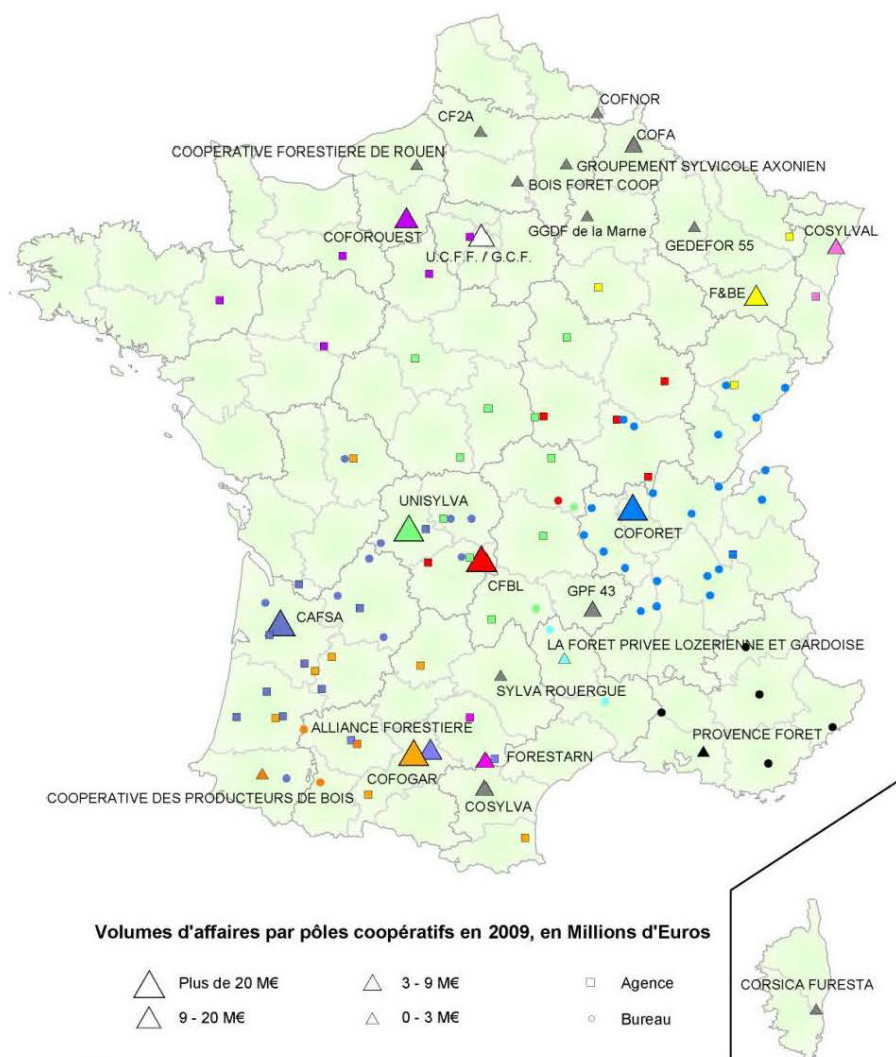 COFNOR
CF2A
COFA
COOPERATIVE FORESTIERE DE ROUEN
GROUPEMENT SYLVICOLE AXONIEN
BOIS FORET COOP
COFOROUEST
GGDF de la Marne
GEDEFOR 55
COSYLVAL
U.C.F.F. / G.C.F.
F&BE
UNISYLVA
COFORET
CFBL
GPF 43
CAFSA
LA FORET PRIVEE LOZERIENNE ET GARDOISE
SYLVA ROUERGUE
ALLIANCE FORESTIERE
PROVENCE FORET
FORESTARN
COFOGAR
COOPERATIVE DES PRODUCTEURS DE BOIS
COSYLVA
Volumes d'affaires par pôles coopératifs en 2009, en Millions d'Euros
Plus de 20 M€
3 - 9 M€
Agence
9 - 20 M€
0 - 3 M€
Bureau
CORSICA FURESTA